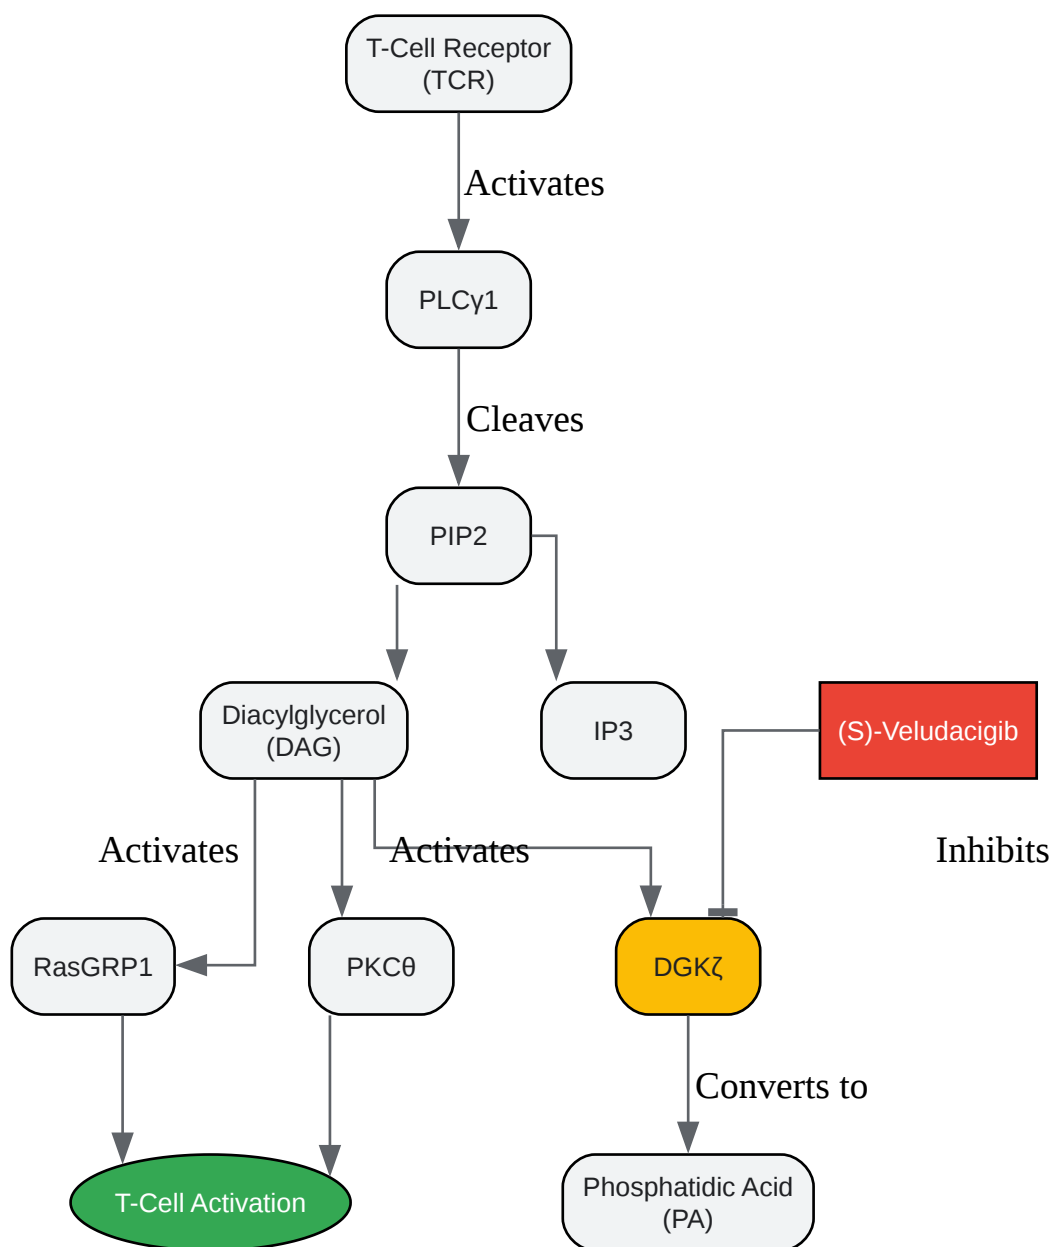 T-Cell Receptor
(TCR)
Activates
PLCγ1
Cleaves
PIP2
Diacylglycerol
(DAG)
IP3
(S)-Veludacigib
Activates
Activates
Inhibits
RasGRP1
PKCθ
DGKζ
Converts to
T-Cell Activation
Phosphatidic Acid
(PA)